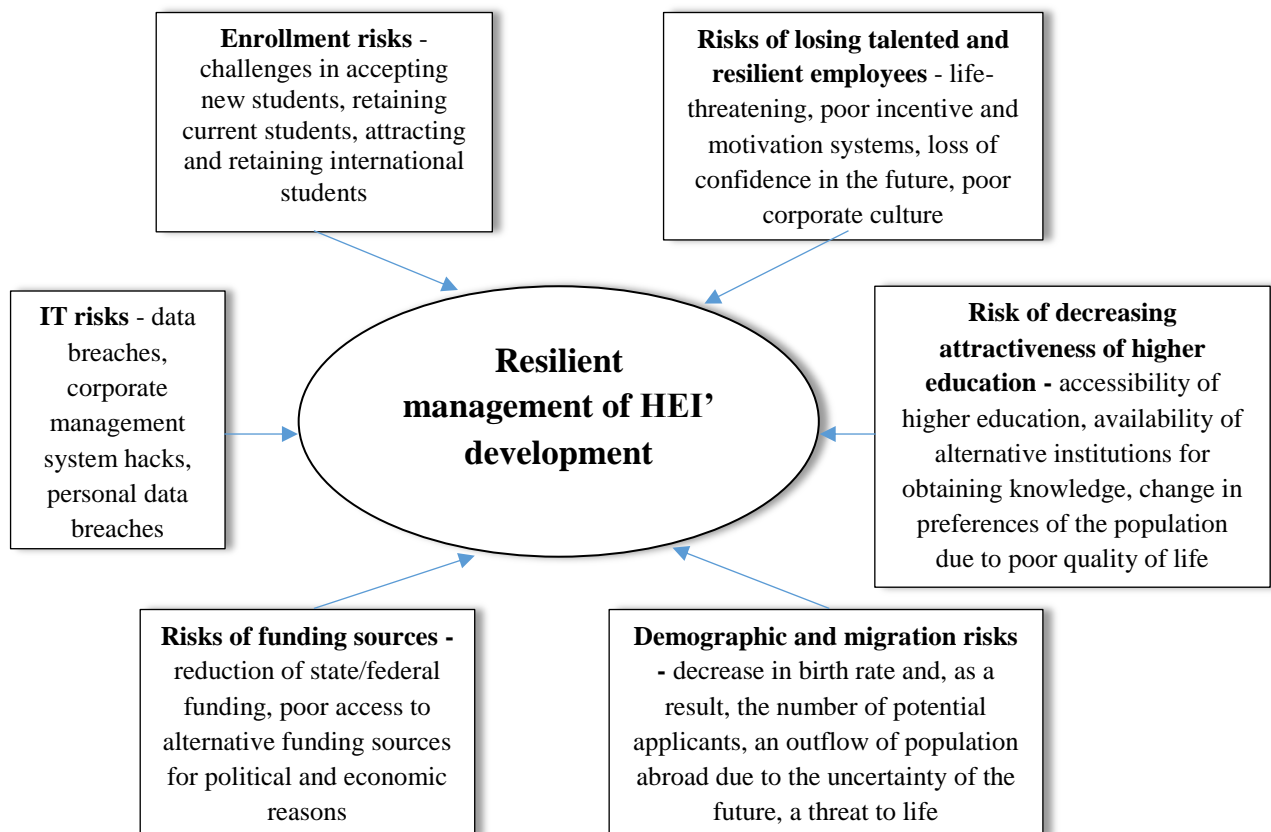 Enrollment risks -
challenges in accepting
new students, retaining
current students, attracting
and retaining international
students
Risks of losing talented and
resilient employees - life-
threatening, poor incentive
and motivation systems, loss of
confidence in the future, poor
corporate culture
IT risks - data
breaches,
corporate
management
system hacks,
personal data
breaches
Resilient
management of HEI’
development
Risk of decreasing
attractiveness of higher
education - accessibility of
higher education, availability of
alternative institutions for
obtaining knowledge, change in
preferences of the population
due to poor quality of life
Risks of funding sources -
reduction of state/federal
funding, poor access to
alternative funding sources
for political and economic
reasons
Demographic and migration risks
- decrease in birth rate and, as a
result, the number of potential
applicants, an outflow of population
abroad due to the uncertainty of the
future, a threat to life